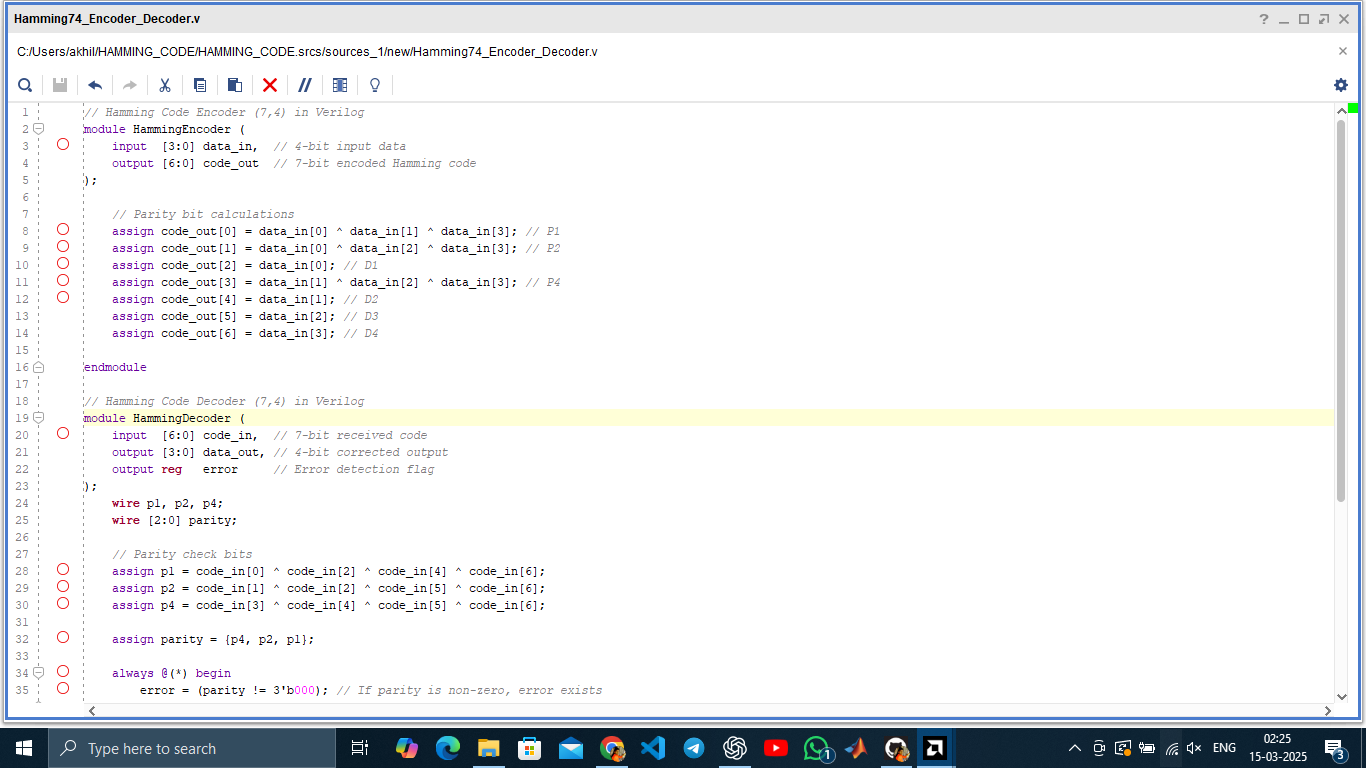 Hamming74_Encoder_Decoder.v
C:/Users/akhil/HAMMING_CODE/HAMMING_CODE.srcs/sources_1/new/Hamming74_Encoder_Decoder.v
1 // Hamming Code Encoder (7,4) in Verilog
2 module HammingEncoder (
3     input  [3:0] data_in,  // 4-bit input data
4     output [6:0] code_out  // 7-bit encoded Hamming code
5 );
6
7     // Parity bit calculations
8     assign code_out[0] = data_in[0] ^ data_in[1] ^ data_in[3]; // P1
9     assign code_out[1] = data_in[0] ^ data_in[2] ^ data_in[3]; // P2
10     assign code_out[2] = data_in[0]; // D1
11     assign code_out[3] = data_in[1] ^ data_in[2] ^ data_in[3]; // P4
12     assign code_out[4] = data_in[1]; // D2
13     assign code_out[5] = data_in[2]; // D3
14     assign code_out[6] = data_in[3]; // D4
15
16 endmodule
17
18 // Hamming Code Decoder (7,4) in Verilog
19 module HammingDecoder (
20     input  [6:0] code_in,  // 7-bit received code
21     output [3:0] data_out, // 4-bit corrected output
22     output reg   error     // Error detection flag
23 );
24     wire p1, p2, p4;
25     wire [2:0] parity;
26
27     // Parity check bits
28     assign p1 = code_in[0] ^ code_in[2] ^ code_in[4] ^ code_in[6];
29     assign p2 = code_in[1] ^ code_in[2] ^ code_in[5] ^ code_in[6];
30     assign p4 = code_in[3] ^ code_in[4] ^ code_in[5] ^ code_in[6];
31
32     assign parity = {p4, p2, p1};
33
34     always @(*) begin
35         error = (parity != 3'b000); // If parity is non-zero, error exists
Type here to search
1
ENG
02:25
15-03-2025
3